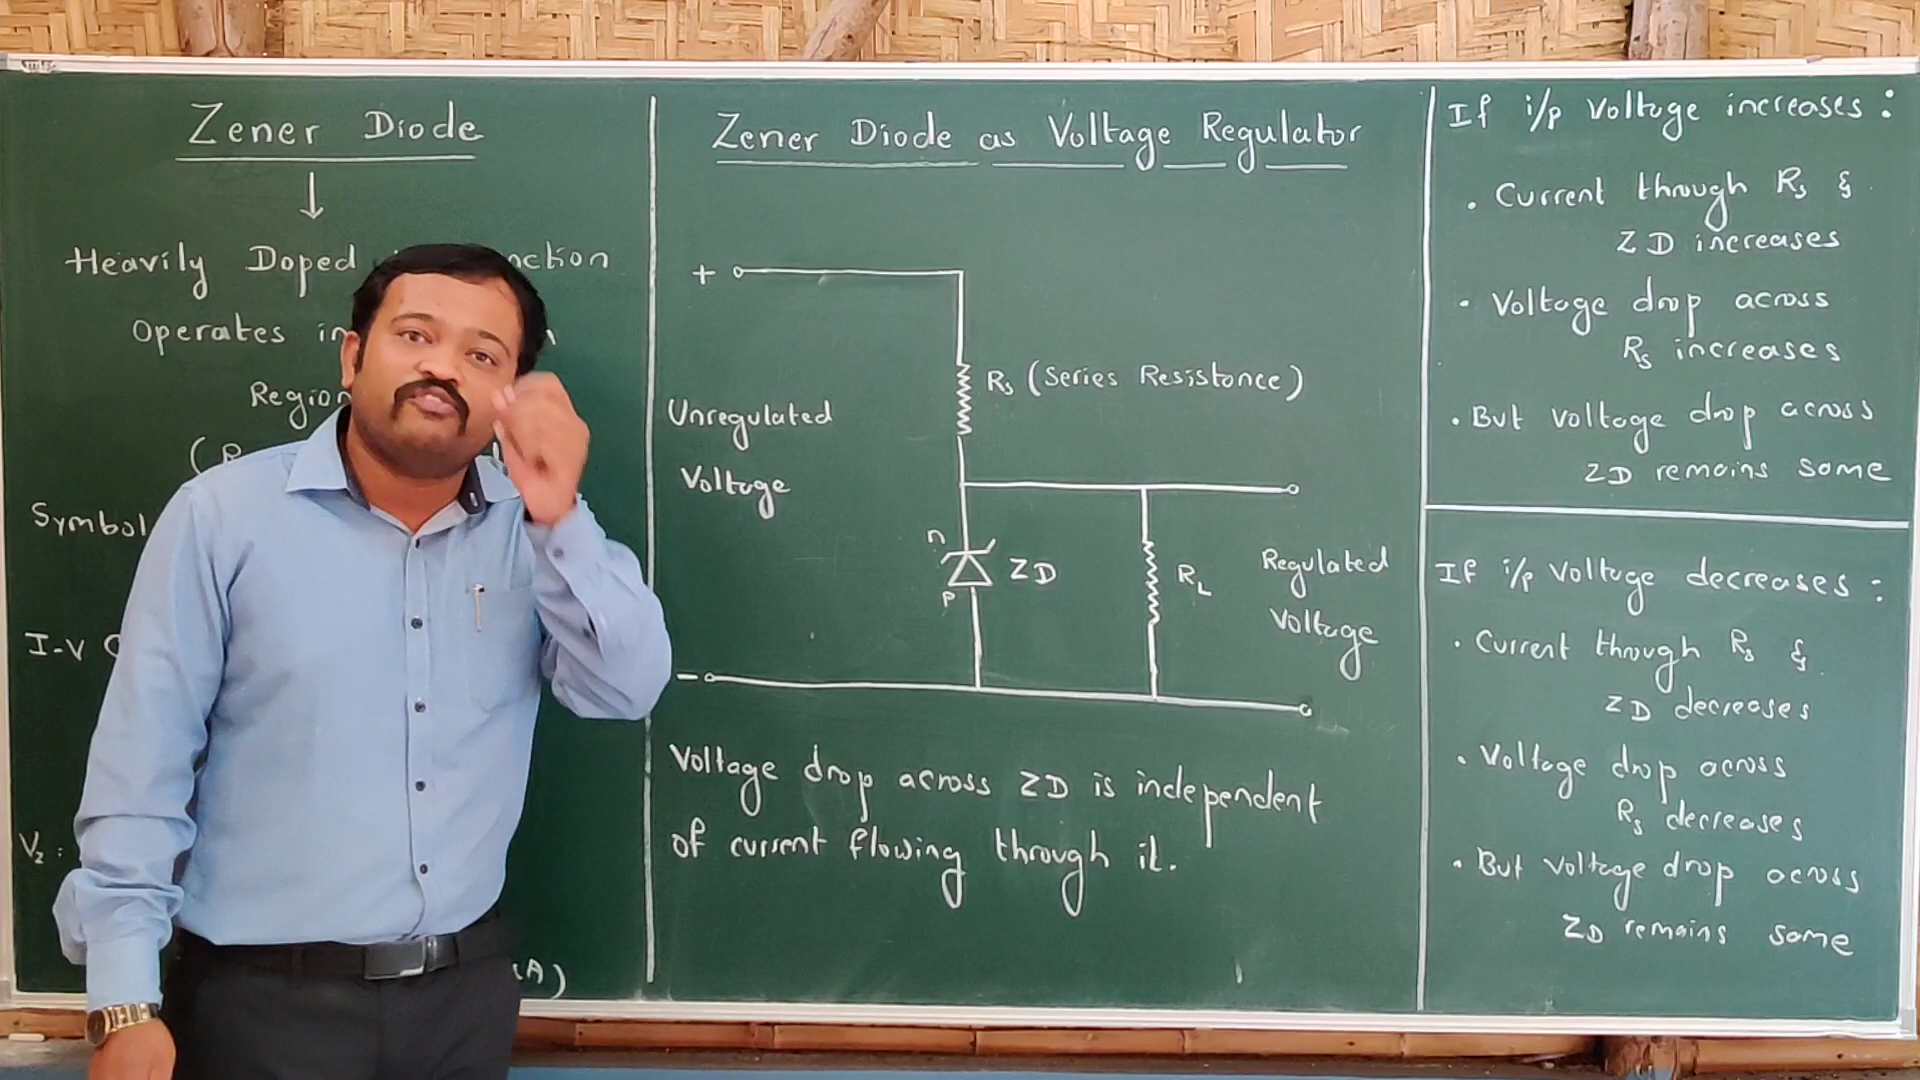 Zener Diode
Heavily Doped
Operates in
Region
Symbol
I-V
Vz :
(A)
Zener Diode as Voltage Regulator
+
Rs (Series Resistance)
Unregulated
Voltage
n
ZD
P
RL
Regulated
Voltage
-
Voltage drop across ZD is independent
of current flowing through it.
If i/p Voltage increases :
. Current through Rs &
ZD increases
. Voltage drop across
Rs increases
. But voltage drop across
ZD remains same
If i/p Voltage decreases :
. Current through Rs &
ZD decreases
. Voltage drop across
Rs decreases
. But voltage drop across
ZD remains same